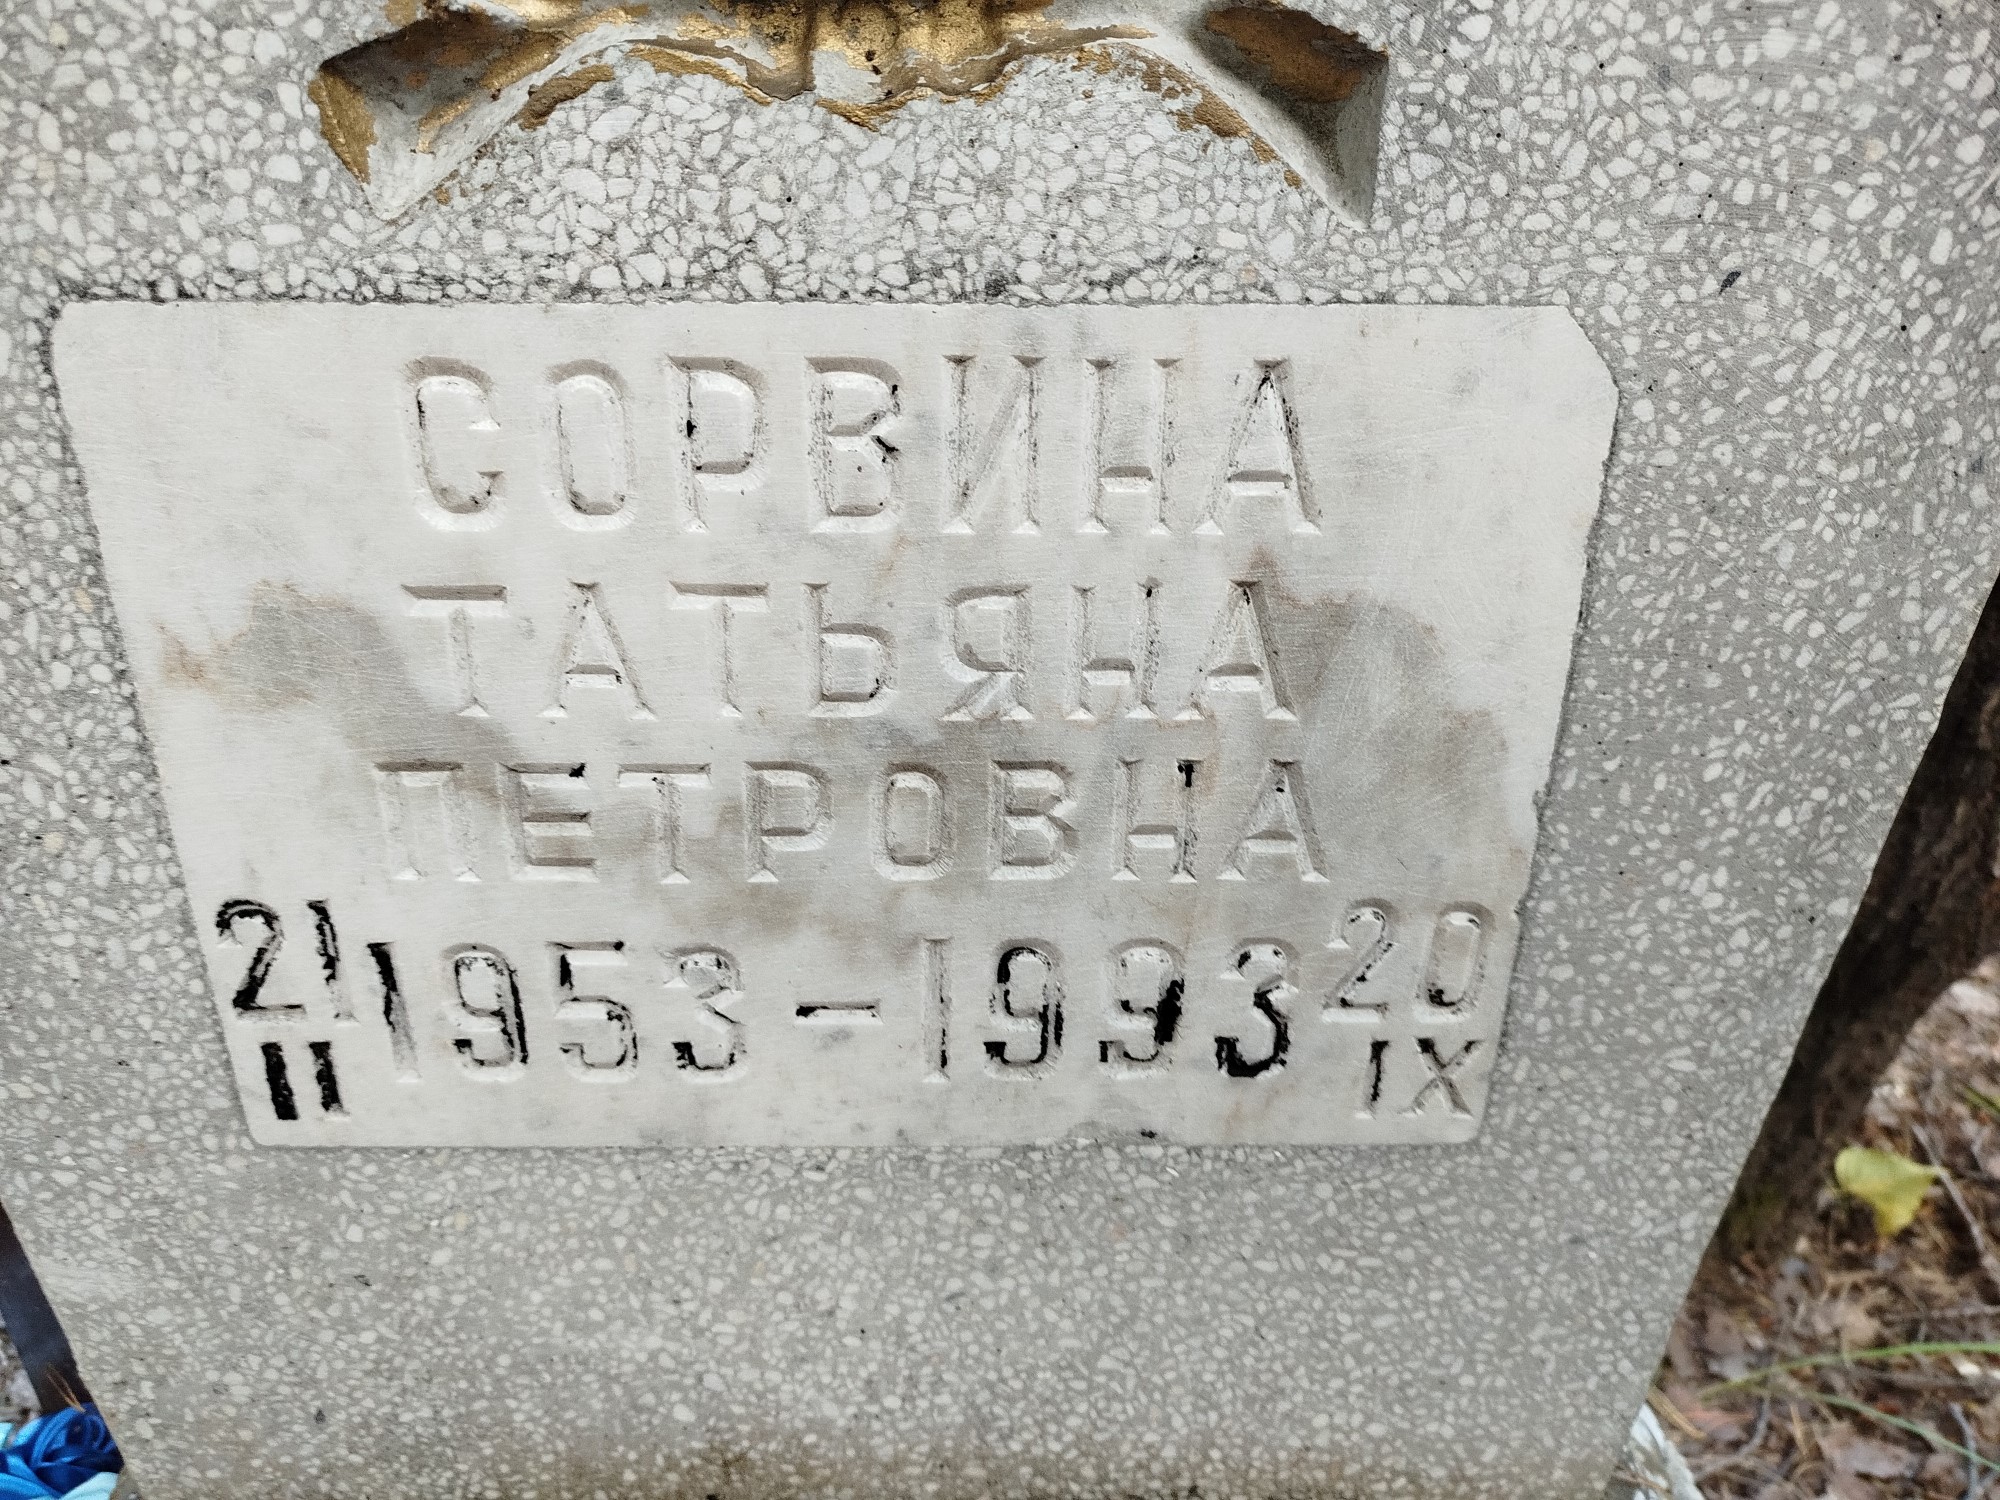 СОРВИНА
ТАТЬЯНА
ПЕТРОВНА
21 II 1953 – 1993 20 IX